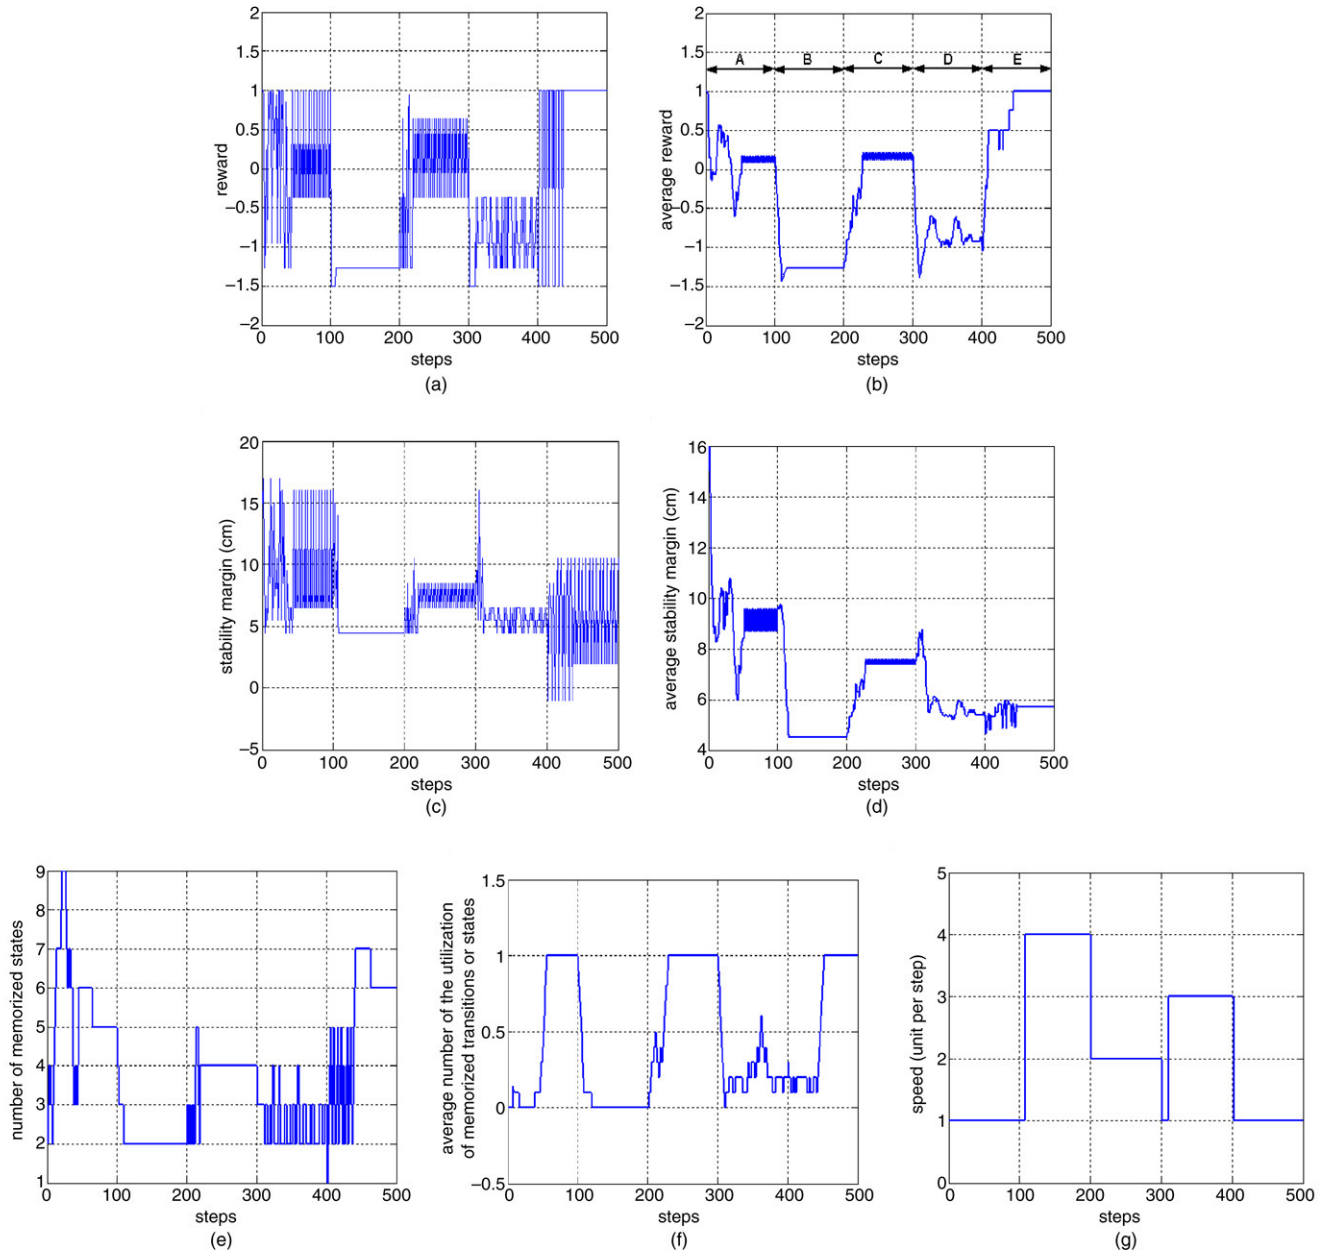 2
1.5
1
0.5
0
−0.5
−1
−1.5
−2
reward
0 100 200 300 400 500
steps
(a)
2
1.5
1
0.5
0
−0.5
−1
−1.5
−2
average reward
A B C D E
0 100 200 300 400 500
steps
(b)
20
15
10
5
0
−5
stability margin (cm)
0 100 200 300 400 500
steps
(c)
16
14
12
10
8
6
4
average stability margin (cm)
0 100 200 300 400 500
steps
(d)
9
8
7
6
5
4
3
2
1
number of memorized states
0 100 200 300 400 500
steps
(e)
1.5
1
0.5
0
−0.5
average number of the utilization
of memorized transitions or states
0 100 200 300 400 500
steps
(f)
5
4
3
2
1
0
speed (unit per step)
0 100 200 300 400 500
steps
(g)